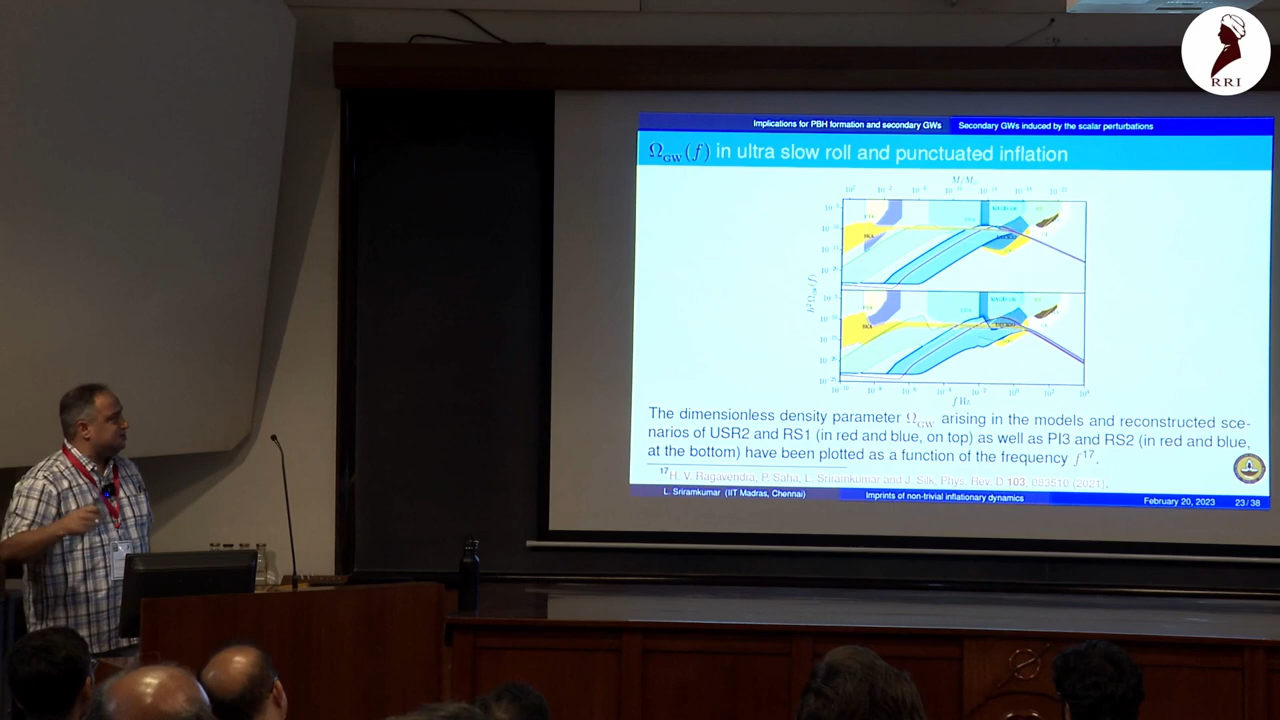 RRI
Implications for PBH formation and secondary GWs
Secondary GWs induced by the scalar perturbations
Ω_GW(f) in ultra slow roll and punctuated inflation
h² Ω_GW(f)
f Hz
The dimensionless density parameter Ω_GW arising in the models and reconstructed sce-
narios of USR2 and RS1 (in red and blue, on top) as well as PI3 and RS2 (in red and blue,
at the bottom) have been plotted as a function of the frequency f¹⁷.
¹⁷H. V. Ragavendra, P. Saha, L. Sriramkumar and J. Silk, Phys. Rev. D 103, 083510 (2021).
L. Sriramkumar (IIT Madras, Chennai)
Imprints of non-trivial inflationary dynamics
February 20, 2023
23/38